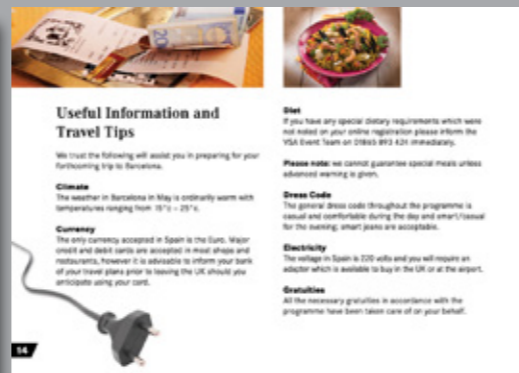 Useful Information and
Travel Tips
We trust the following will assist you in preparing for your
forthcoming trip to Barcelona.
Climate
The weather in Barcelona in May is ordinarily warm with
temperatures ranging from 15°c – 25°c.
Currency
The only currency accepted in Spain is the Euro. Major
credit and debit cards are accepted in most shops and
restaurants, however it is advisable to inform your bank
of your travel plans prior to leaving the UK should you
anticipate using your card.
14
Diet
If you have any special dietary requirements which were
not noted on your online registration please inform the
VSA Event Team on 01865 893 631 immediately.
Please note: we cannot guarantee special meals unless
advanced warning is given.
Dress Code
The general dress code throughout the programme is
casual and comfortable during the day and smart/casual
for the evening; smart jeans are acceptable.
Electricity
The voltage in Spain is 220 volts and you will require an
adaptor which is available to buy in the UK or at the airport.
Gratuities
All the necessary gratuities in accordance with the
programme have been taken care of on your behalf.